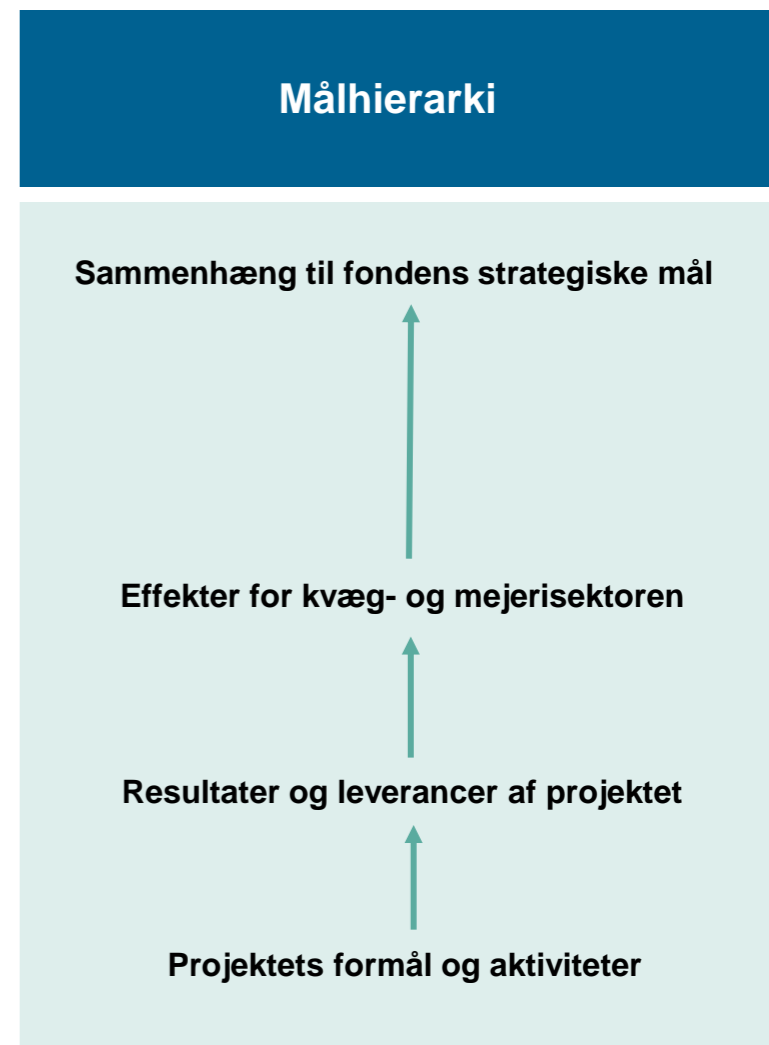 Målhierarki
Sammenhæng til fondens strategiske mål
Effekter for kvæg- og mejerisektoren
Resultater og leverancer af projektet
Projektets formål og aktiviteter